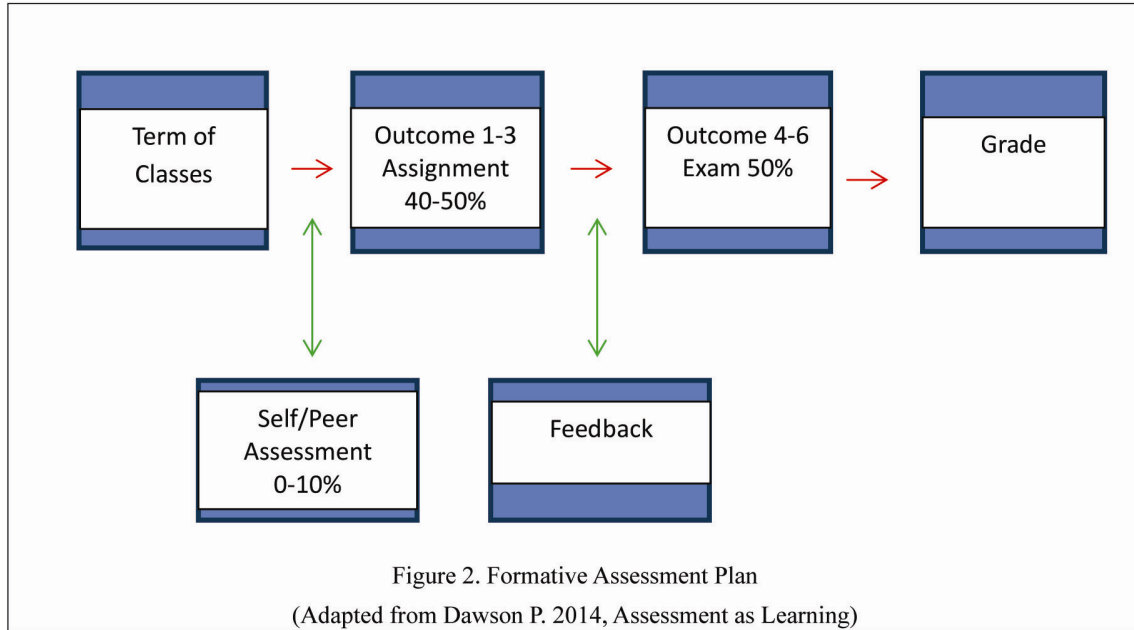 Term of
Classes
Outcome 1-3
Assignment
40-50%
Outcome 4-6
Exam 50%
Grade
Self/Peer
Assessment
0-10%
Feedback
Figure 2. Formative Assessment Plan
(Adapted from Dawson P. 2014, Assessment as Learning)